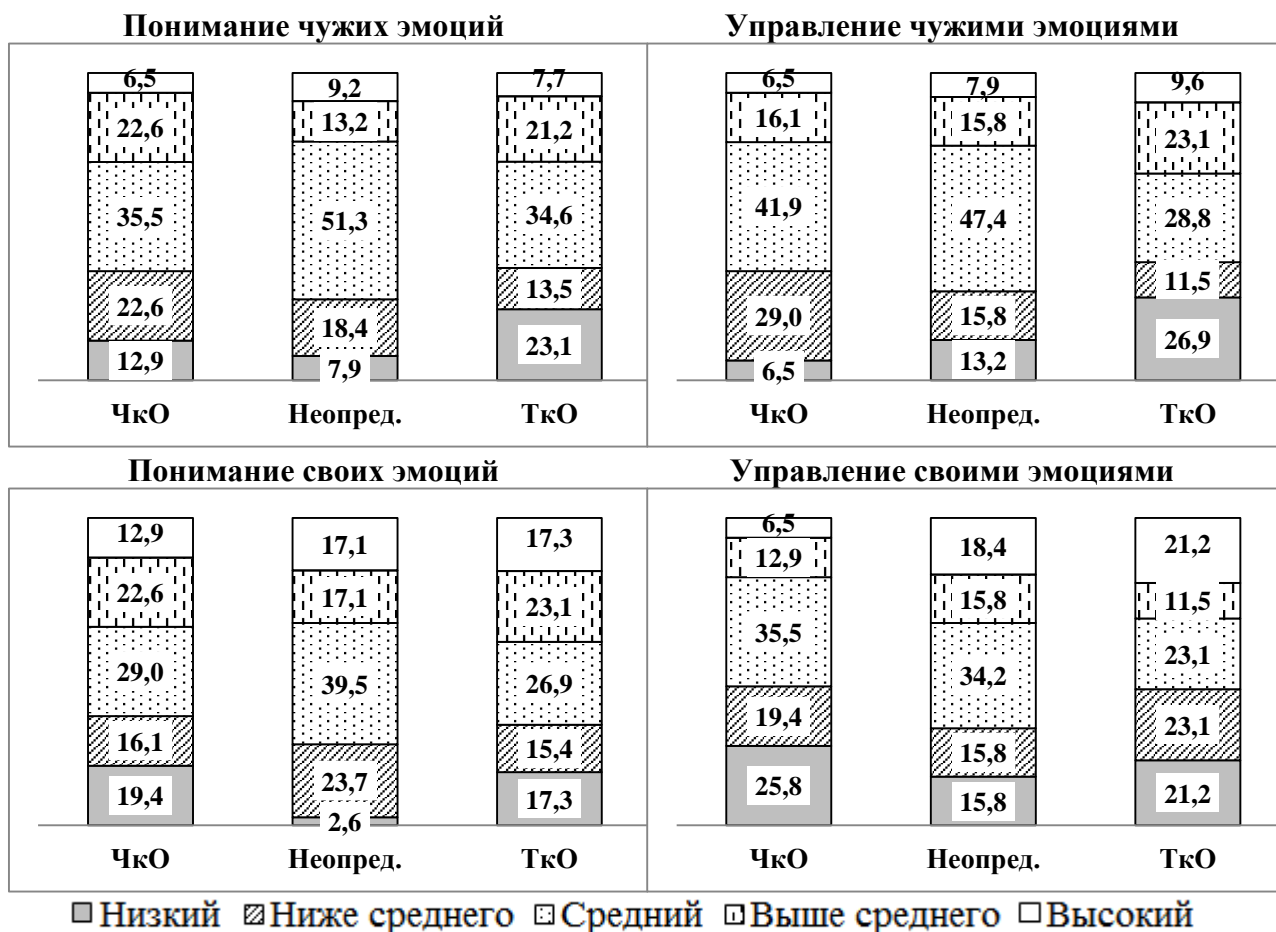 Понимание чужих эмоций Управление чужими эмоциями
6,5 9,2 7,7 6,5 7,9 9,6
22,6 13,2 21,2 16,1 15,8 23,1
35,5 51,3 34,6 41,9 47,4 28,8
22,6 18,4 13,5 29,0 15,8 11,5
12,9 7,9 23,1 6,5 13,2 26,9
ЧкО Неопред. ТкО ЧкО Неопред. ТкО
Понимание своих эмоций Управление своими эмоциями
12,9 17,1 17,3 6,5 18,4 21,2
22,6 17,1 23,1 12,9 15,8 11,5
29,0 39,5 26,9 35,5 34,2 23,1
16,1 23,7 15,4 19,4 15,8 23,1
19,4 2,6 17,3 25,8 15,8 21,2
ЧкО Неопред. ТкО ЧкО Неопред. ТкО
Низкий Ниже среднего Средний Выше среднего Высокий